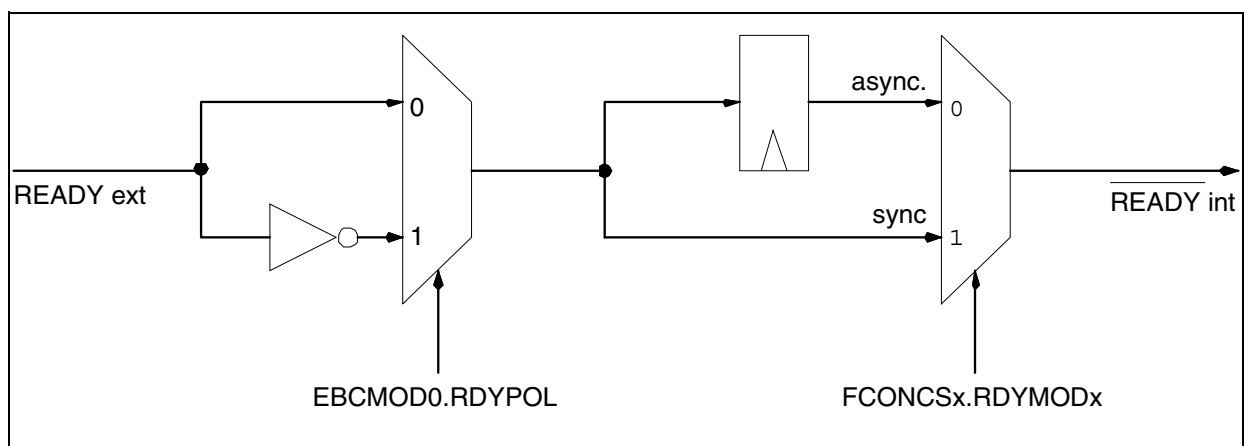 async.
0
0
READY ext
READY int
sync
1
1
EBCMOD0.RDYPOL
FCONCSx.RDYMODx